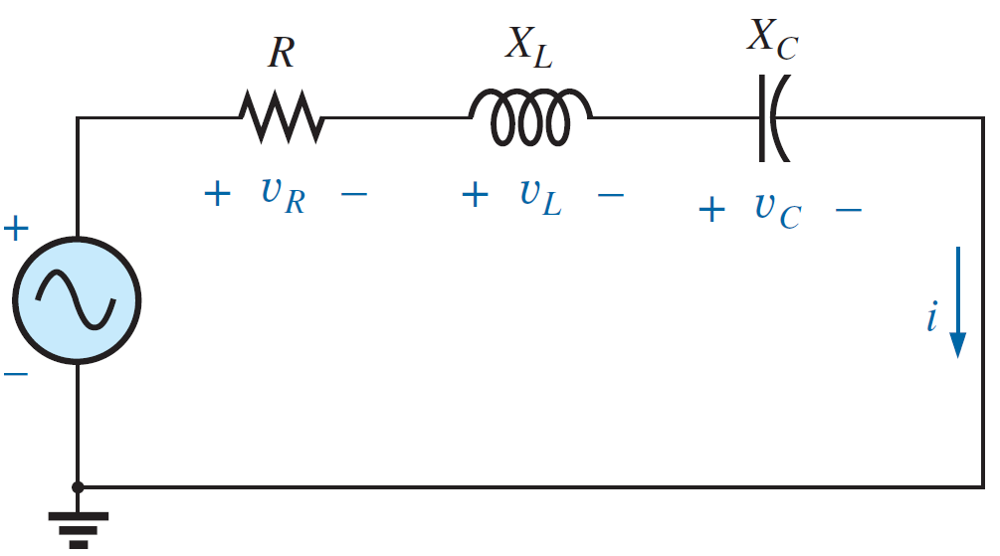 R X_L X_C
+ v_R − + v_L − + v_C −
+
i
−